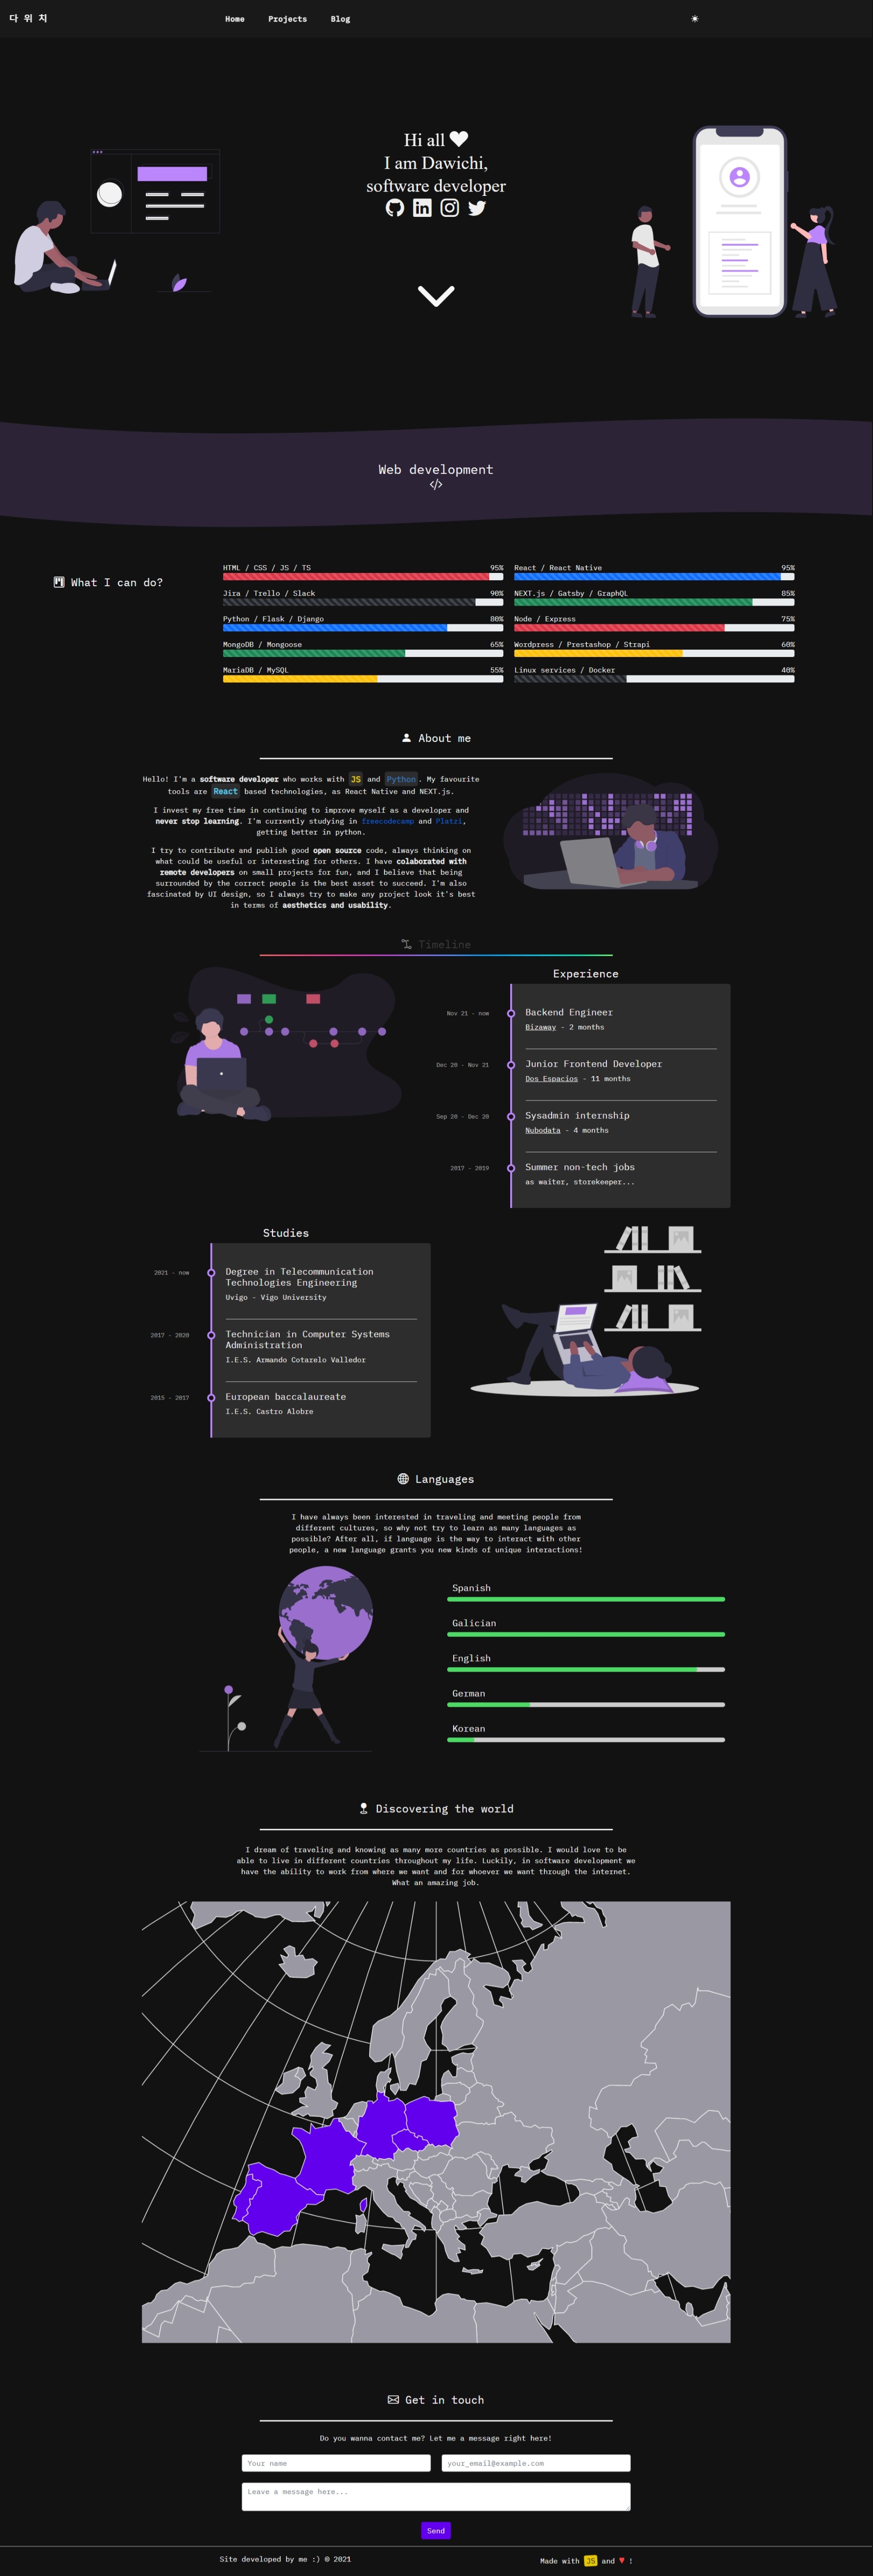 다 위 치
Home Projects Blog
Hi all
I am Dawichi,
software developer
Web development
</>
What I can do?
HTML / CSS / JS / TS 95%
React / React Native 95%
Jira / Trello / Slack 90%
NEXT.js / Gatsby / GraphQL 85%
Python / Flask / Django 80%
Node / Express 75%
MongoDB / Mongoose 65%
Wordpress / Prestashop / Strapi 60%
MariaDB / MySQL 55%
Linux services / Docker 40%
About me
Hello! I'm a software developer who works with JS and Python. My favourite
tools are React based technologies, as React Native and NEXT.js.
I invest my free time in continuing to improve myself as a developer and
never stop learning. I'm currently studying in freecodecamp and Platzi,
getting better in python.
I try to contribute and publish good open source code, always thinking on
what could be useful or interesting for others. I have colaborated with
remote developers on small projects for fun, and I believe that being
surrounded by the correct people is the best asset to succeed. I'm also
fascinated by UI design, so I always try to make any project look it's best
in terms of aesthetics and usability.
Timeline
Experience
Nov 21 - now
Backend Engineer
Bizaway - 2 months
Dec 20 - Nov 21
Junior Frontend Developer
Dos Espacios - 11 months
Sep 20 - Dec 20
Sysadmin internship
Nubodata - 4 months
2017 - 2019
Summer non-tech jobs
as waiter, storekeeper...
Studies
2021 - now
Degree in Telecommunication
Technologies Engineering
Uvigo - Vigo University
2017 - 2020
Technician in Computer Systems
Administration
I.E.S. Armando Cotarelo Valledor
2015 - 2017
European baccalaureate
I.E.S. Castro Alobre
Languages
I have always been interested in traveling and meeting people from
different cultures, so why not try to learn as many languages as
possible? After all, if language is the way to interact with other
people, a new language grants you new kinds of unique interactions!
Spanish
Galician
English
German
Korean
Discovering the world
I dream of traveling and knowing as many more countries as possible. I would love to be
able to live in different countries throughout my life. Luckily, in software development we
have the ability to work from where we want and for whoever we want through the internet.
What an amazing job.
Get in touch
Do you wanna contact me? Let me a message right here!
Your name
your_email@example.com
Leave a message here...
Send
Site developed by me :) © 2021
Made with JS and ♥ !